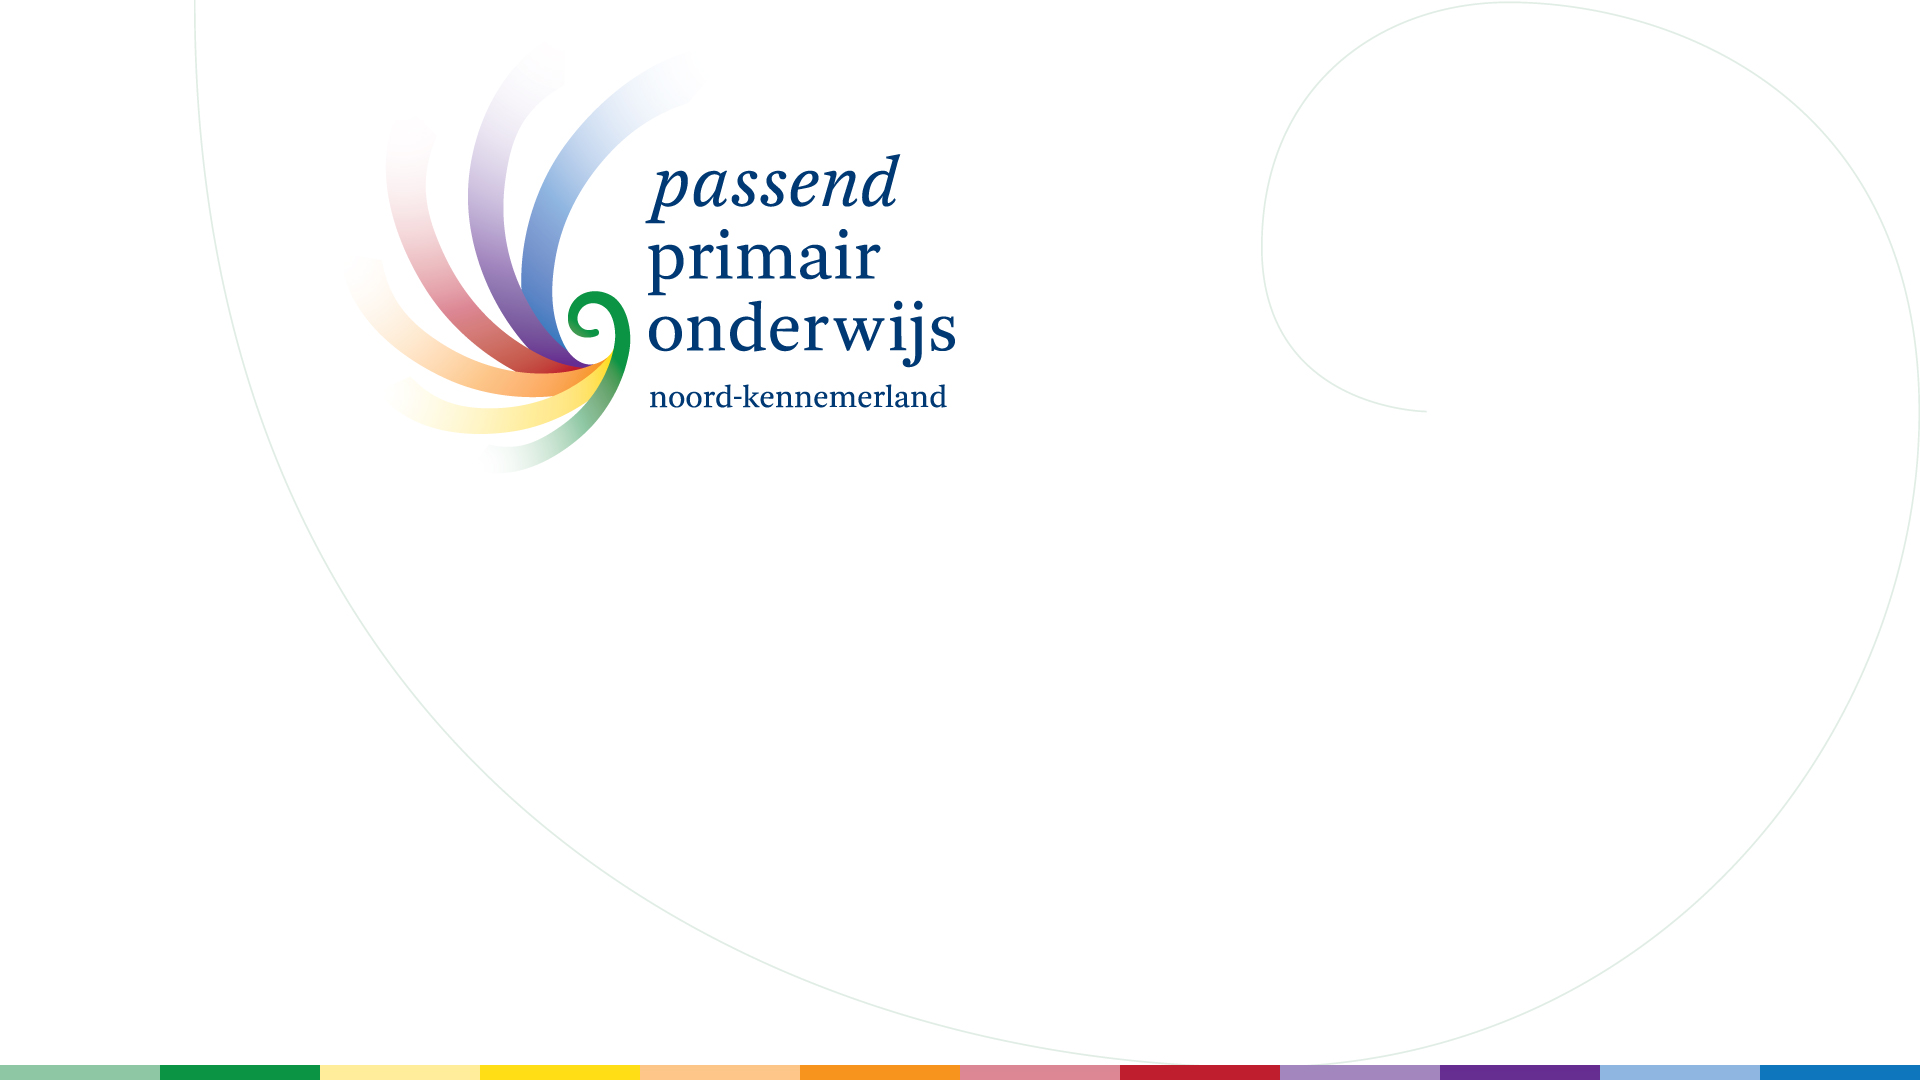 passend
primair
onderwijs
noord-kennemerland